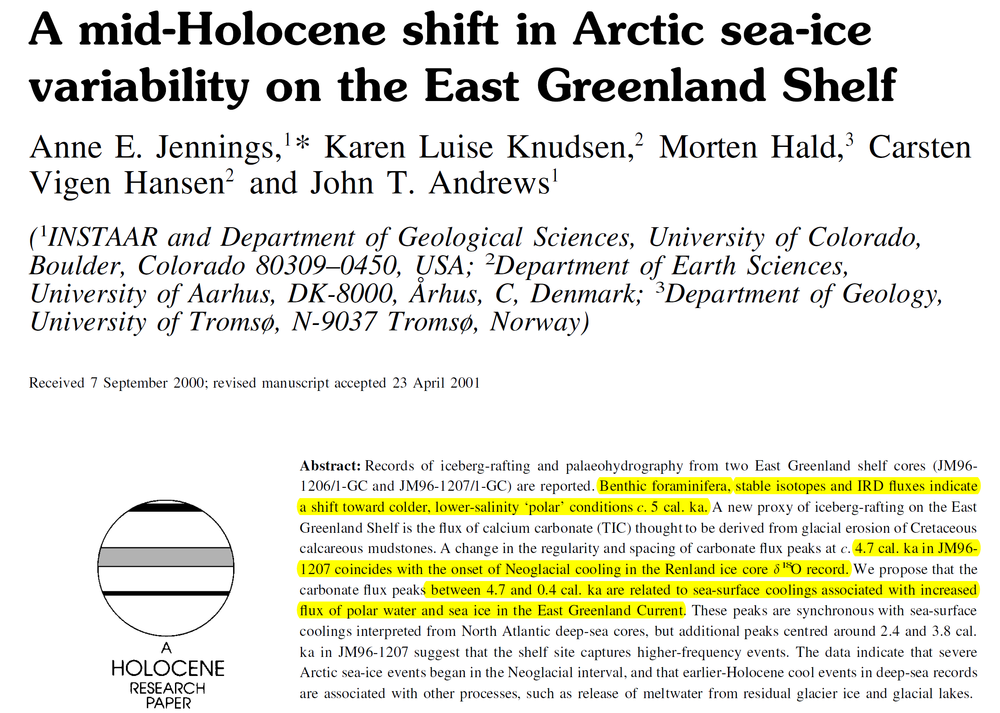 A mid-Holocene shift in Arctic sea-ice
variability on the East Greenland Shelf
Anne E. Jennings,¹* Karen Luise Knudsen,² Morten Hald,³ Carsten
Vigen Hansen² and John T. Andrews¹
(¹INSTAAR and Department of Geological Sciences, University of Colorado,
Boulder, Colorado 80309–0450, USA; ²Department of Earth Sciences,
University of Aarhus, DK-8000, Århus, C, Denmark; ³Department of Geology,
University of Tromsø, N-9037 Tromsø, Norway)
Received 7 September 2000; revised manuscript accepted 23 April 2001
A
HOLOCENE
RESEARCH
PAPER
Abstract: Records of iceberg-rafting and palaeohydrography from two East Greenland shelf cores (JM96-
1206/1-GC and JM96-1207/1-GC) are reported. Benthic foraminifera, stable isotopes and IRD fluxes indicate
a shift toward colder, lower-salinity ‘polar’ conditions c. 5 cal. ka. A new proxy of iceberg-rafting on the East
Greenland Shelf is the flux of calcium carbonate (TIC) thought to be derived from glacial erosion of Cretaceous
calcareous mudstones. A change in the regularity and spacing of carbonate flux peaks at c. 4.7 cal. ka in JM96-
1207 coincides with the onset of Neoglacial cooling in the Renland ice core δ¹⁸O record. We propose that the
carbonate flux peaks between 4.7 and 0.4 cal. ka are related to sea-surface coolings associated with increased
flux of polar water and sea ice in the East Greenland Current. These peaks are synchronous with sea-surface
coolings interpreted from North Atlantic deep-sea cores, but additional peaks centred around 2.4 and 3.8 cal.
ka in JM96-1207 suggest that the shelf site captures higher-frequency events. The data indicate that severe
Arctic sea-ice events began in the Neoglacial interval, and that earlier-Holocene cool events in deep-sea records
are associated with other processes, such as release of meltwater from residual glacier ice and glacial lakes.